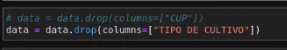 # data = data.drop(columns=["CUP"])
data = data.drop(columns=["TIPO DE CULTIVO"])